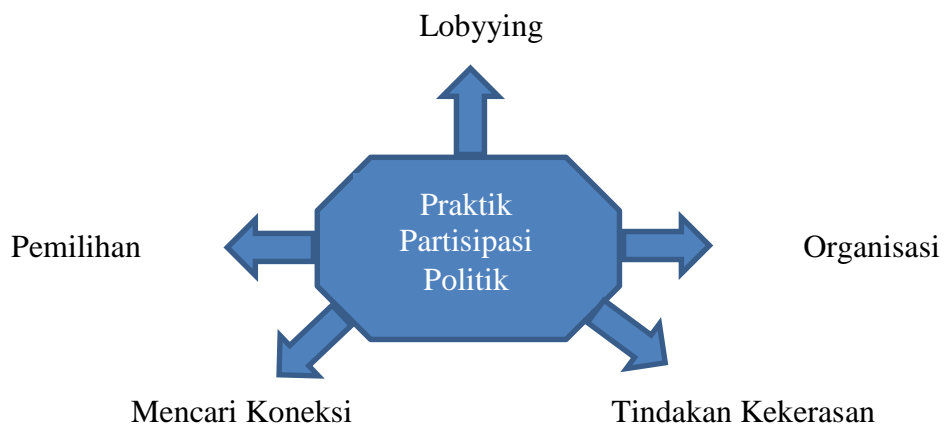 Lobyying
Praktik
Partisipasi
Politik
Pemilihan
Organisasi
Mencari Koneksi
Tindakan Kekerasan